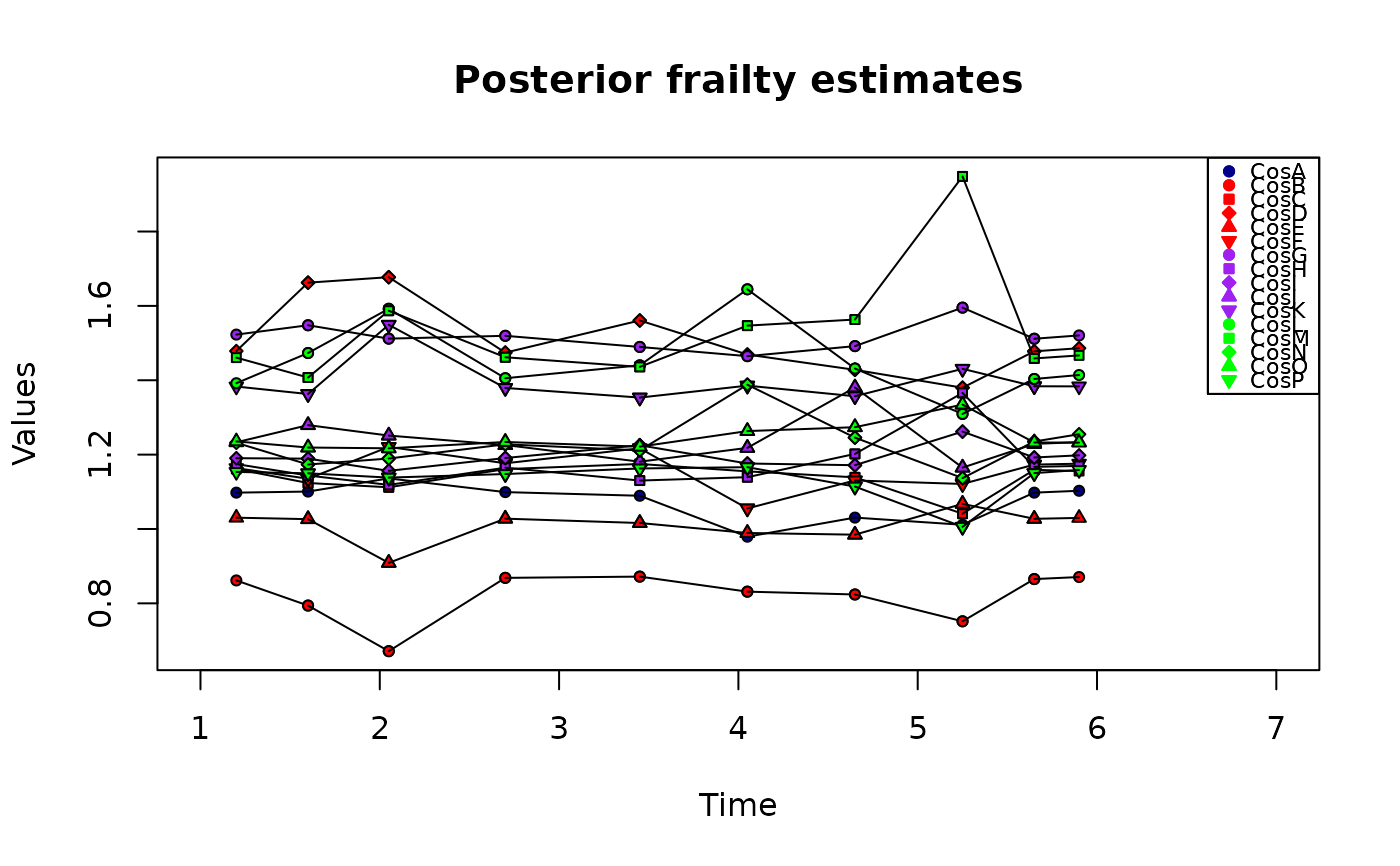 Posterior frailty estimates
Values
1.6
1.2
0.8
CosA
CosB
CosC
CosD
CosE
CosF
CosG
CosH
CosI
CosJ
CosK
CosL
CosM
CosN
CosO
CosP
1 2 3 4 5 6 7
Time